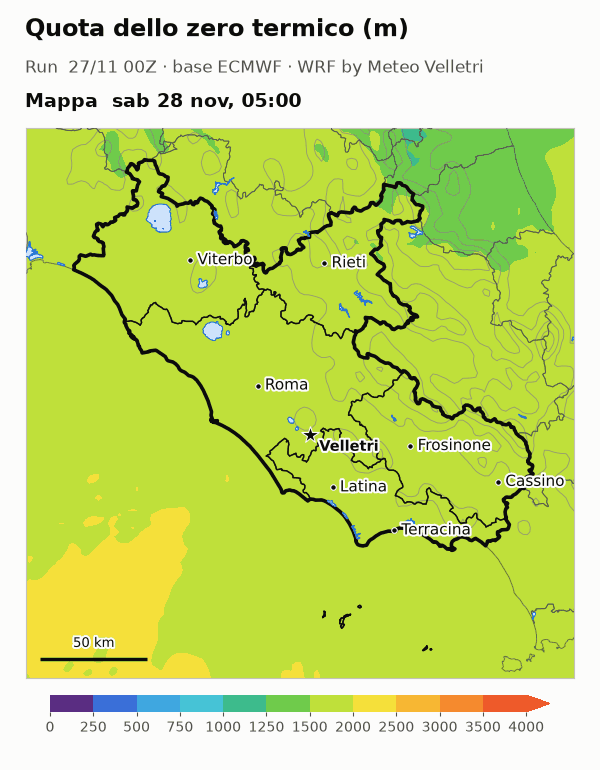 Quota dello zero termico (m)
Run  27/11 00Z · base ECMWF · WRF by Meteo Velletri
Mappa  sab 28 nov, 05:00
Viterbo
Rieti
Roma
Velletri
Frosinone
Latina
Cassino
Terracina
50 km
0 250 500 750 1000 1250 1500 2000 2500 3000 3500 4000